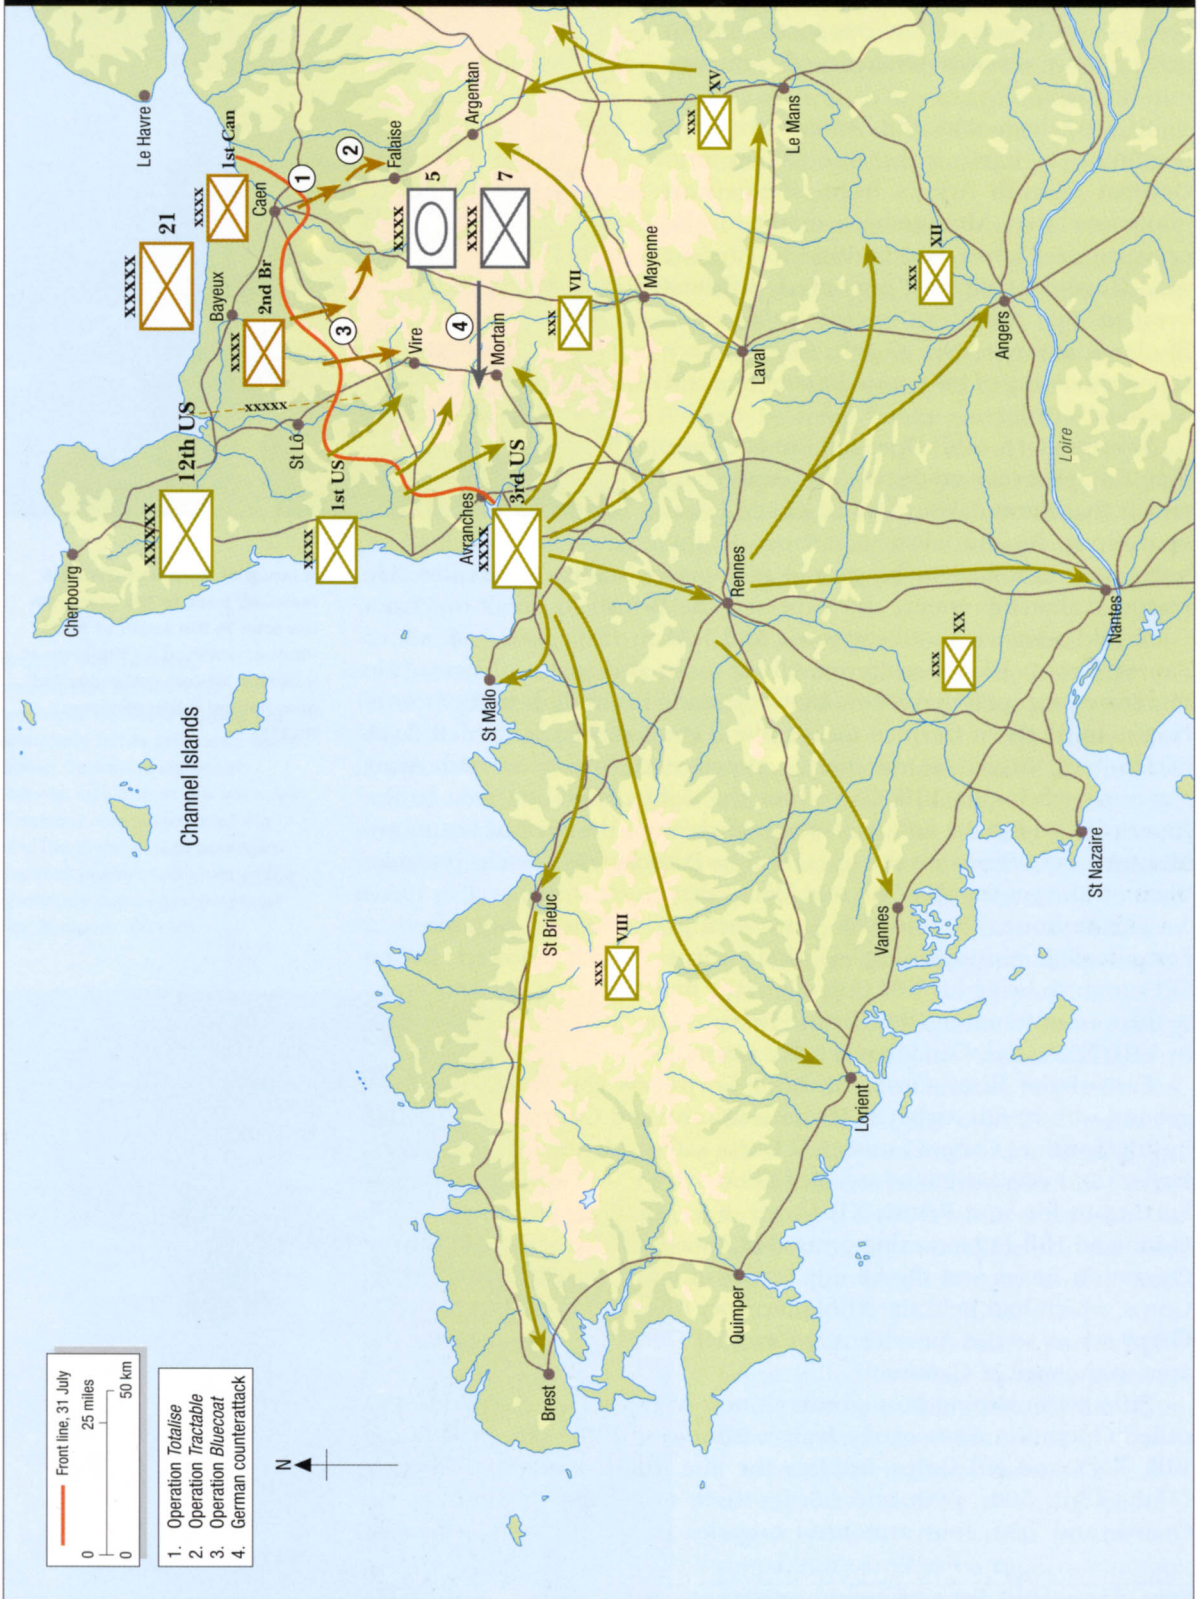 Front line, 31 July
0 25 miles
0 50 km
1. Operation Totalise
2. Operation Tractable
3. Operation Bluecoat
4. German counterattack
N
Channel Islands
Cherbourg
Le Havre
XXXXX
12th US
XXXXX
21
XXXX
1st Can
Caen
Bayeux
XXXX
2nd Br
xxxxx
St Lô
XXXX
1st US
1
2
3
4
Falaise
Argentan
Vire
Mortain
XXXX
5
XXXX
7
Avranches
XXXX
3rd US
St Malo
St Brieuc
Brest
xxx
VII
Mayenne
xxx
XV
Le Mans
Laval
Rennes
xxx
VIII
Quimper
Lorient
Vannes
xxx
XX
xxx
XII
Angers
Loire
Nantes
St Nazaire